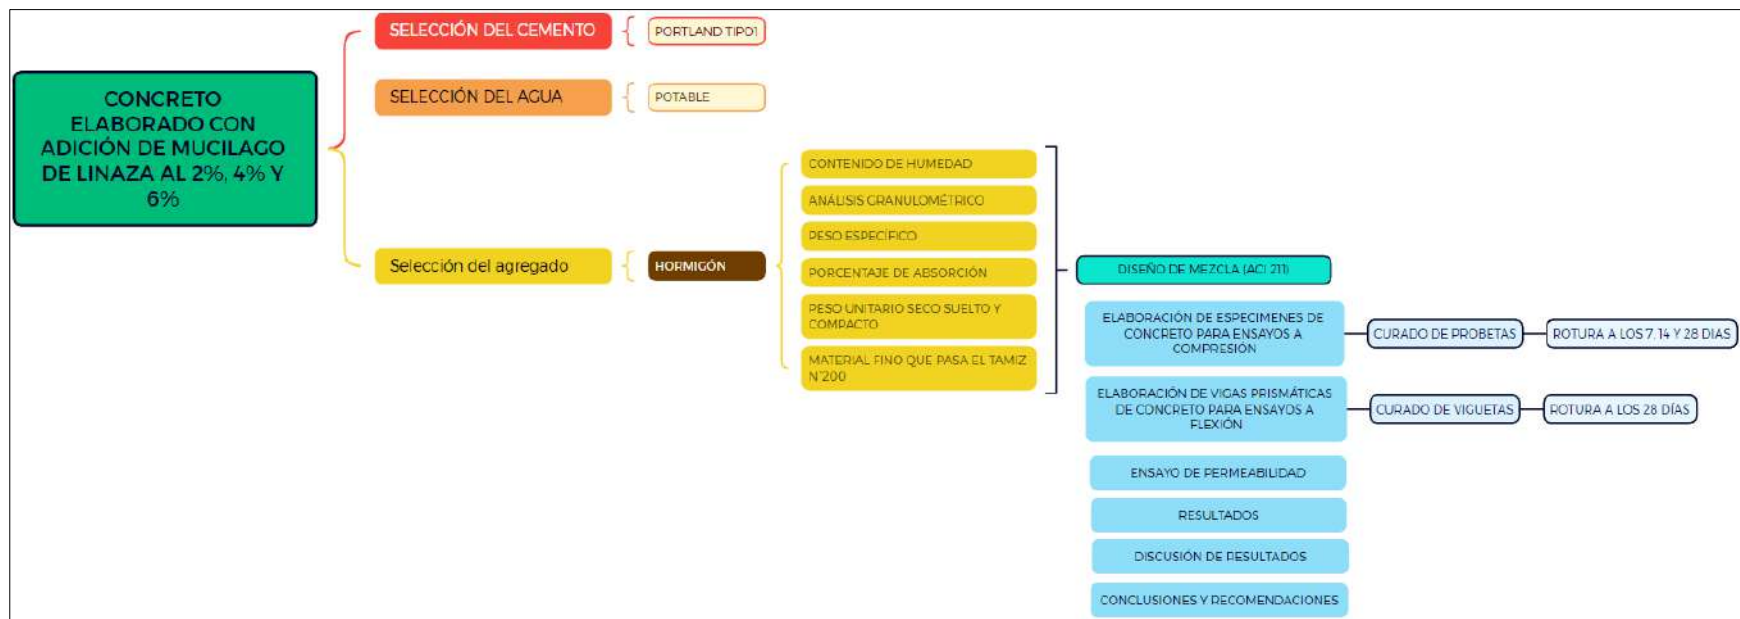 CONCRETO
ELABORADO CON
ADICIÓN DE MUCILAGO
DE LINAZA AL 2%, 4% Y
6%
SELECCIÓN DEL CEMENTO
PORTLAND TIPO1
SELECCIÓN DEL AGUA
POTABLE
Selección del agregado
HORMIGÓN
CONTENIDO DE HUMEDAD
ANÁLISIS GRANULOMÉTRICO
PESO ESPECÍFICO
PORCENTAJE DE ABSORCIÓN
PESO UNITARIO SECO SUELTO Y
COMPACTO
MATERIAL FINO QUE PASA EL TAMIZ
N°200
DISEÑO DE MEZCLA (ACI 211)
ELABORACIÓN DE ESPECIMENES DE
CONCRETO PARA ENSAYOS A
COMPRESIÓN
CURADO DE PROBETAS
ROTURA A LOS 7, 14 Y 28 DIAS
ELABORACIÓN DE VIGAS PRISMÁTICAS
DE CONCRETO PARA ENSAYOS A
FLEXIÓN
CURADO DE VIGUETAS
ROTURA A LOS 28 DÍAS
ENSAYO DE PERMEABILIDAD
RESULTADOS
DISCUSIÓN DE RESULTADOS
CONCLUSIONES Y RECOMENDACIONES